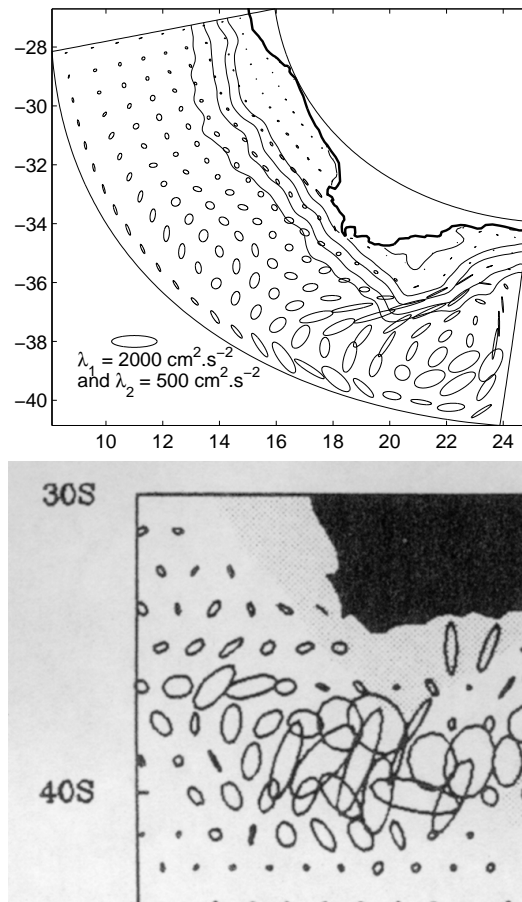 −28
−30
−32
−34
−36
−38
−40
λ₁ = 2000 cm².s⁻²
and λ₂ = 500 cm².s⁻²
10 12 14 16 18 20 22 24
30S
40S